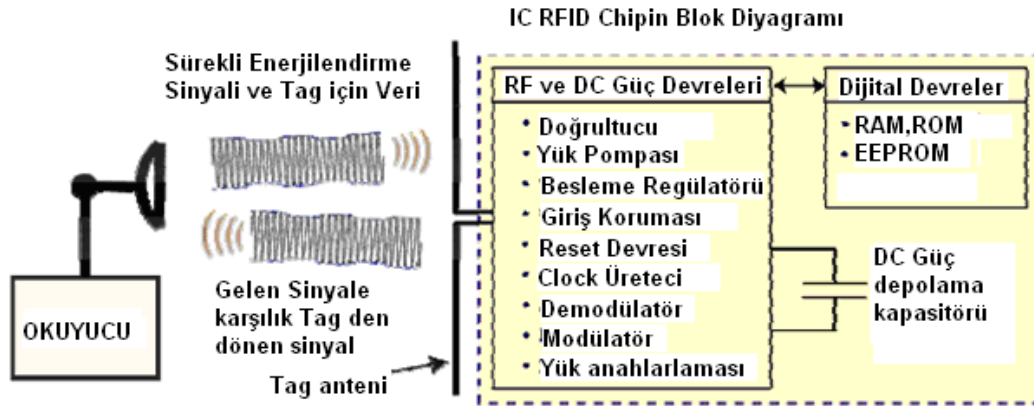 IC RFID Chipin Blok Diyagramı
Sürekli Enerjilendirme
Sinyali ve Tag için Veri
OKUYUCU
Gelen Sinyale
karşılık Tag den
dönen sinyal
Tag anteni
RF ve DC Güç Devreleri
• Doğrultucu
• Yük Pompası
• Besleme Regülatörü
• Giriş Koruması
• Reset Devresi
• Clock Üreteci
• Demodülatör
• Modülatör
• Yük anahlarlaması
Dijital Devreler
• RAM,ROM
• EEPROM
DC Güç
depolama
kapasitörü